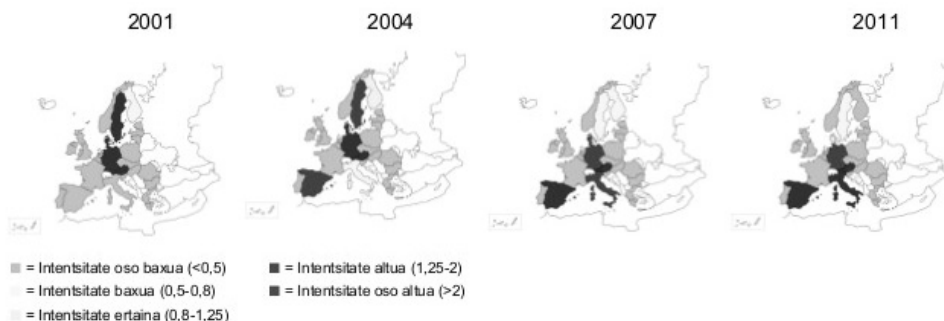 2001 2004 2007 2011
= Intentsitate oso baxua (<0,5) = Intentsitate altua (1,25-2)
= Intentsitate baxua (0,5-0,8) = Intentsitate oso altua (>2)
= Intentsitate ertaina (0,8-1,25)